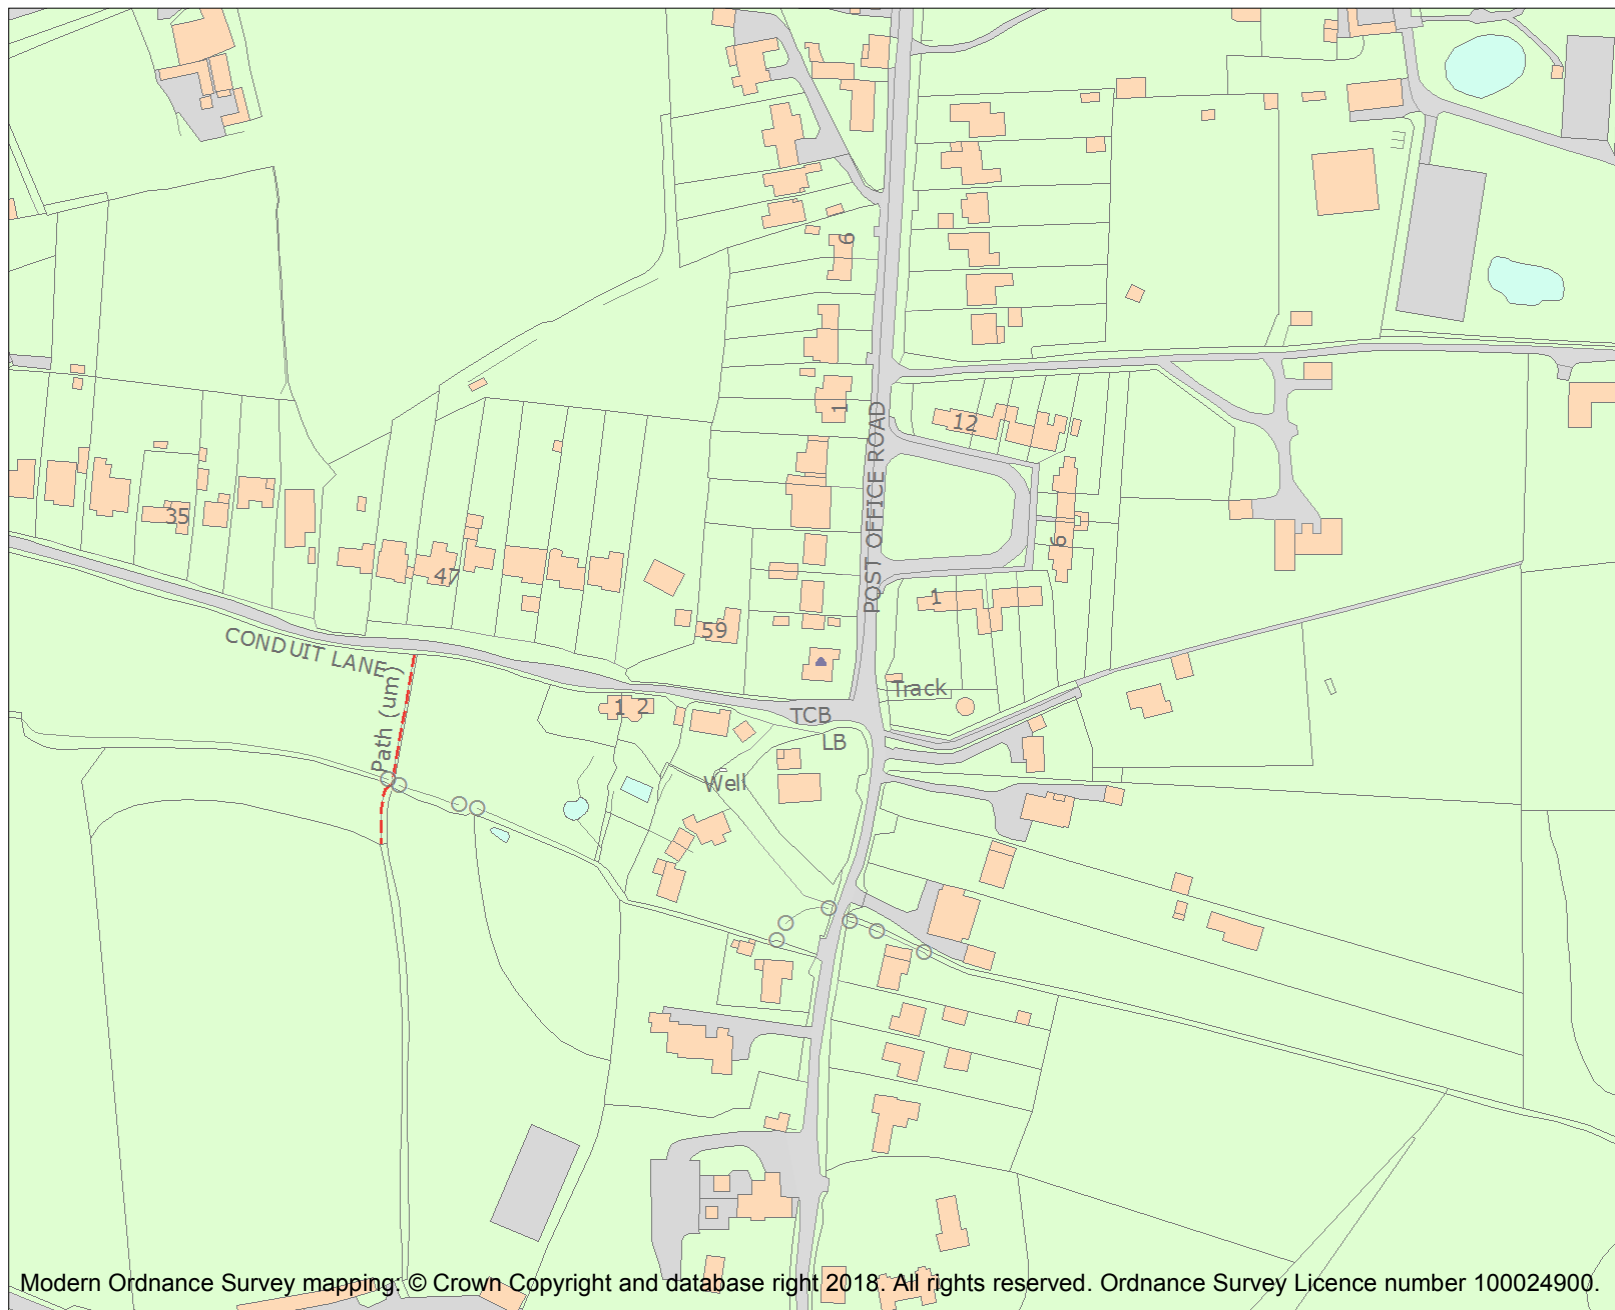 6
1
POST OFFICE ROAD
12
35
47
6
1
59
CONDUIT LANE
Path (um)
Track
1 2
TCB
LB
Well
Modern Ordnance Survey mapping. © Crown Copyright and database right 2018. All rights reserved. Ordnance Survey Licence number 100024900.